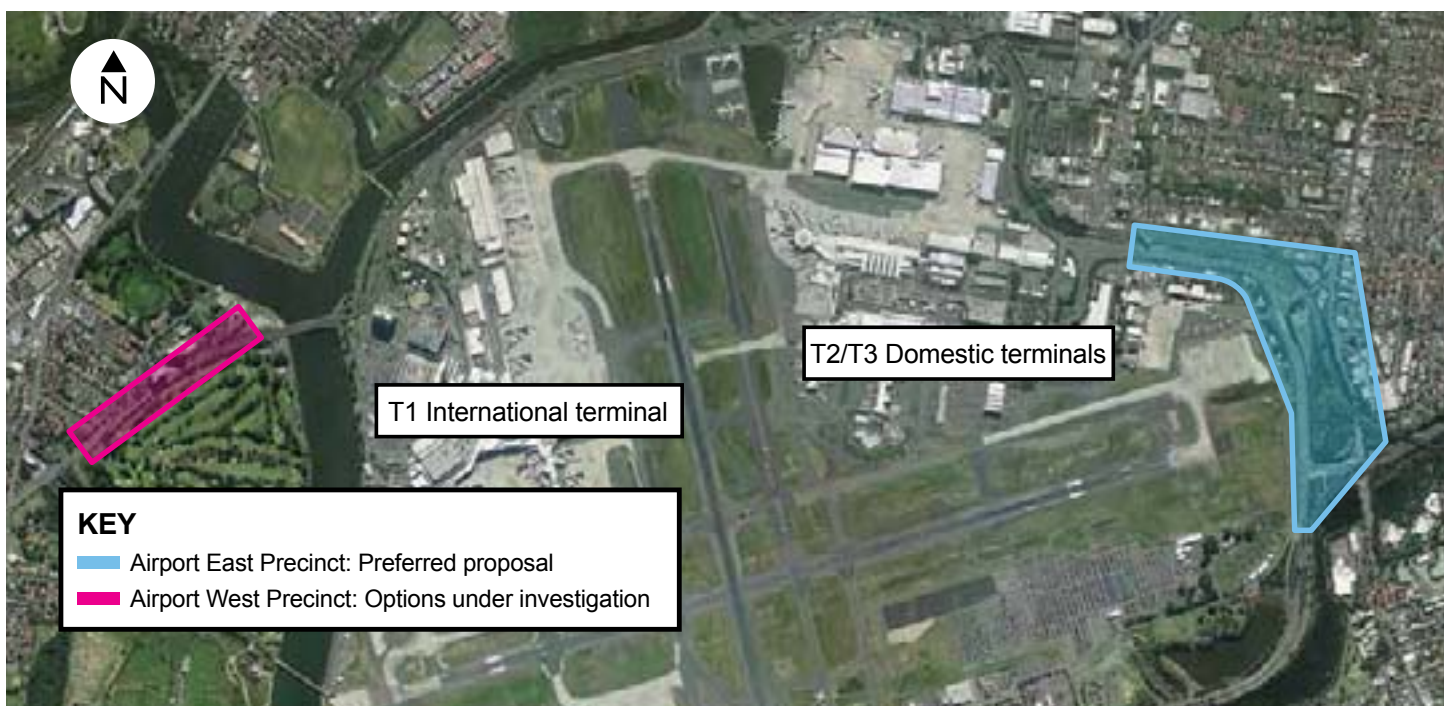 N
T2/T3 Domestic terminals
T1 International terminal
KEY
Airport East Precinct: Preferred proposal
Airport West Precinct: Options under investigation